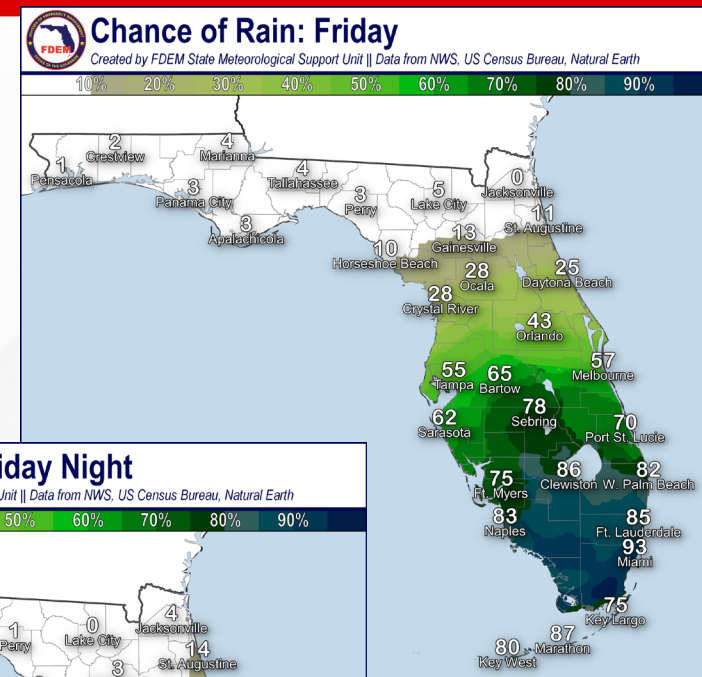 FDEM
Chance of Rain: Friday
Created by FDEM State Meteorological Support Unit || Data from NWS, US Census Bureau, Natural Earth
10% 20% 30% 40% 50% 60% 70% 80% 90%
2
Crestview
4
Marianna
1
Pensacola
4
Tallahassee
0
Jacksonville
3
Panama City
3
Perry
5
Lake City
11
St. Augustine
3
Apalachicola
13
Gainesville
10
Horseshoe Beach
28
Ocala
25
Daytona Beach
28
Crystal River
43
Orlando
55
Tampa
65
Bartow
57
Melbourne
78
Sebring
62
Sarasota
70
Port St. Lucie
75
Ft. Myers
86
Clewiston
82
W. Palm Beach
83
Naples
85
Ft. Lauderdale
93
Miami
75
Key Largo
87
Marathon
80
Key West
iday Night
Unit || Data from NWS, US Census Bureau, Natural Earth
50% 60% 70% 80% 90%
1
Perry
0
Lake City
4
Jacksonville
14
St. Augustine
3